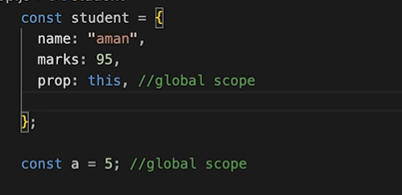 const student = {
name: "aman",
marks: 95,
prop: this, //global scope
};
const a = 5; //global scope